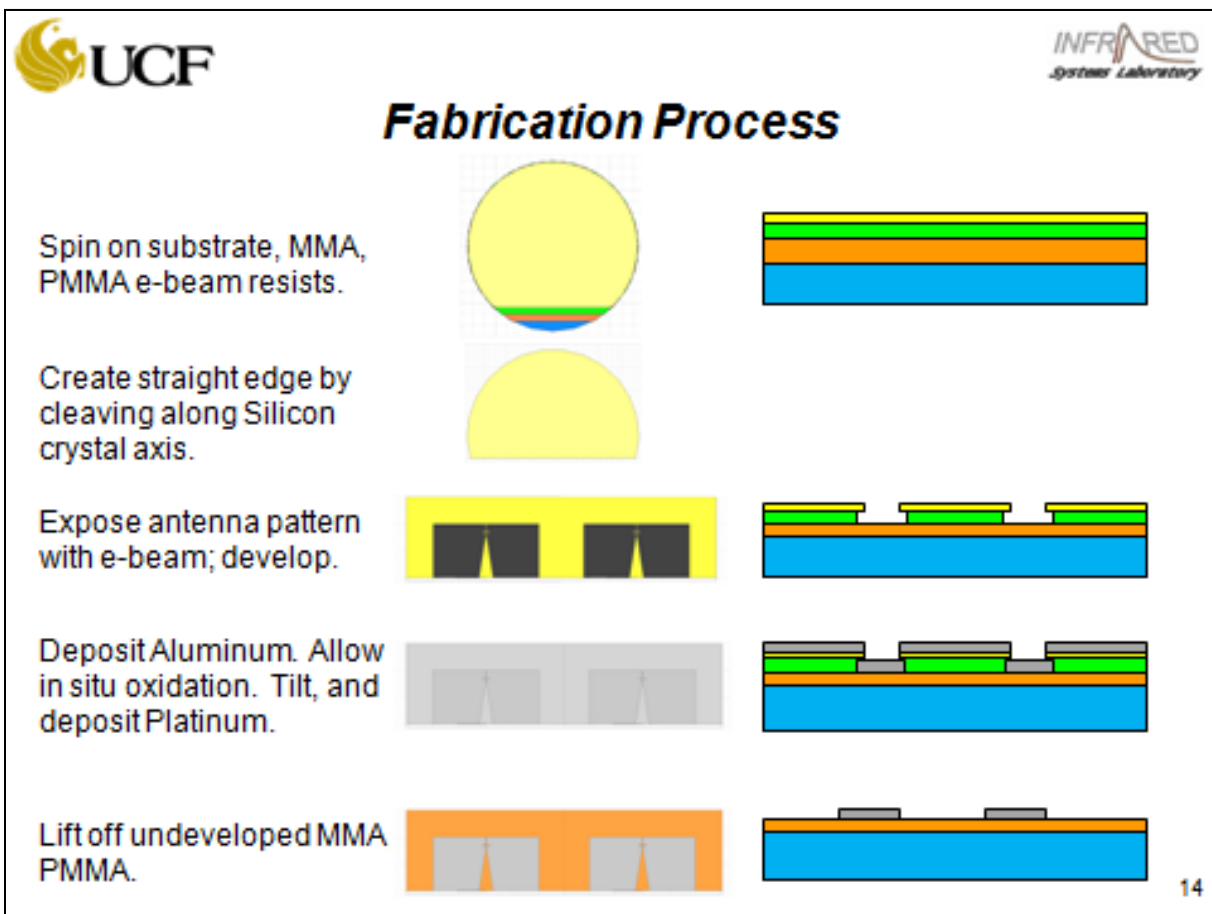 UCF
INFRARED
Systems Laboratory
Fabrication Process
Spin on substrate, MMA,
PMMA e-beam resists.
Create straight edge by
cleaving along Silicon
crystal axis.
Expose antenna pattern
with e-beam; develop.
Deposit Aluminum. Allow
in situ oxidation. Tilt, and
deposit Platinum.
Lift off undeveloped MMA
PMMA.
14